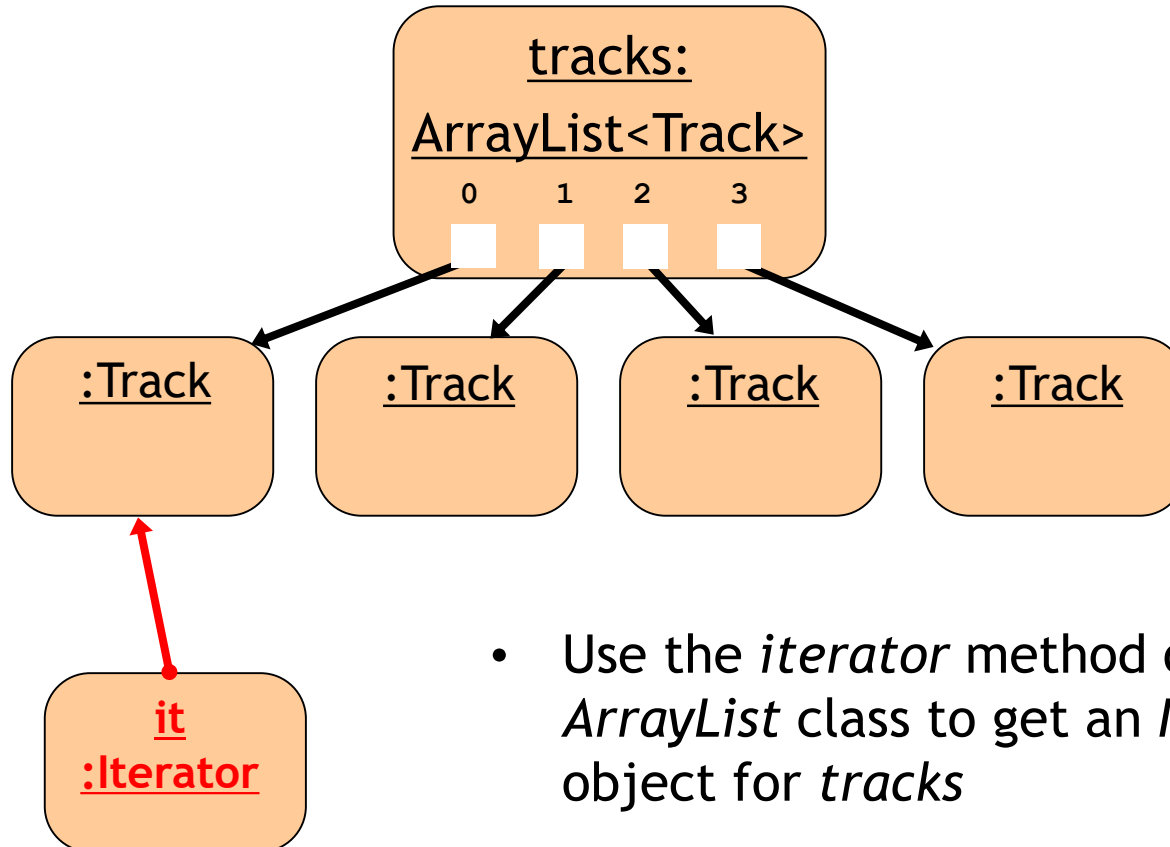 tracks:
ArrayList<Track>
0 1 2 3
:Track :Track :Track :Track
it
:Iterator
• Use the iterator method
ArrayList class to get an
object for tracks